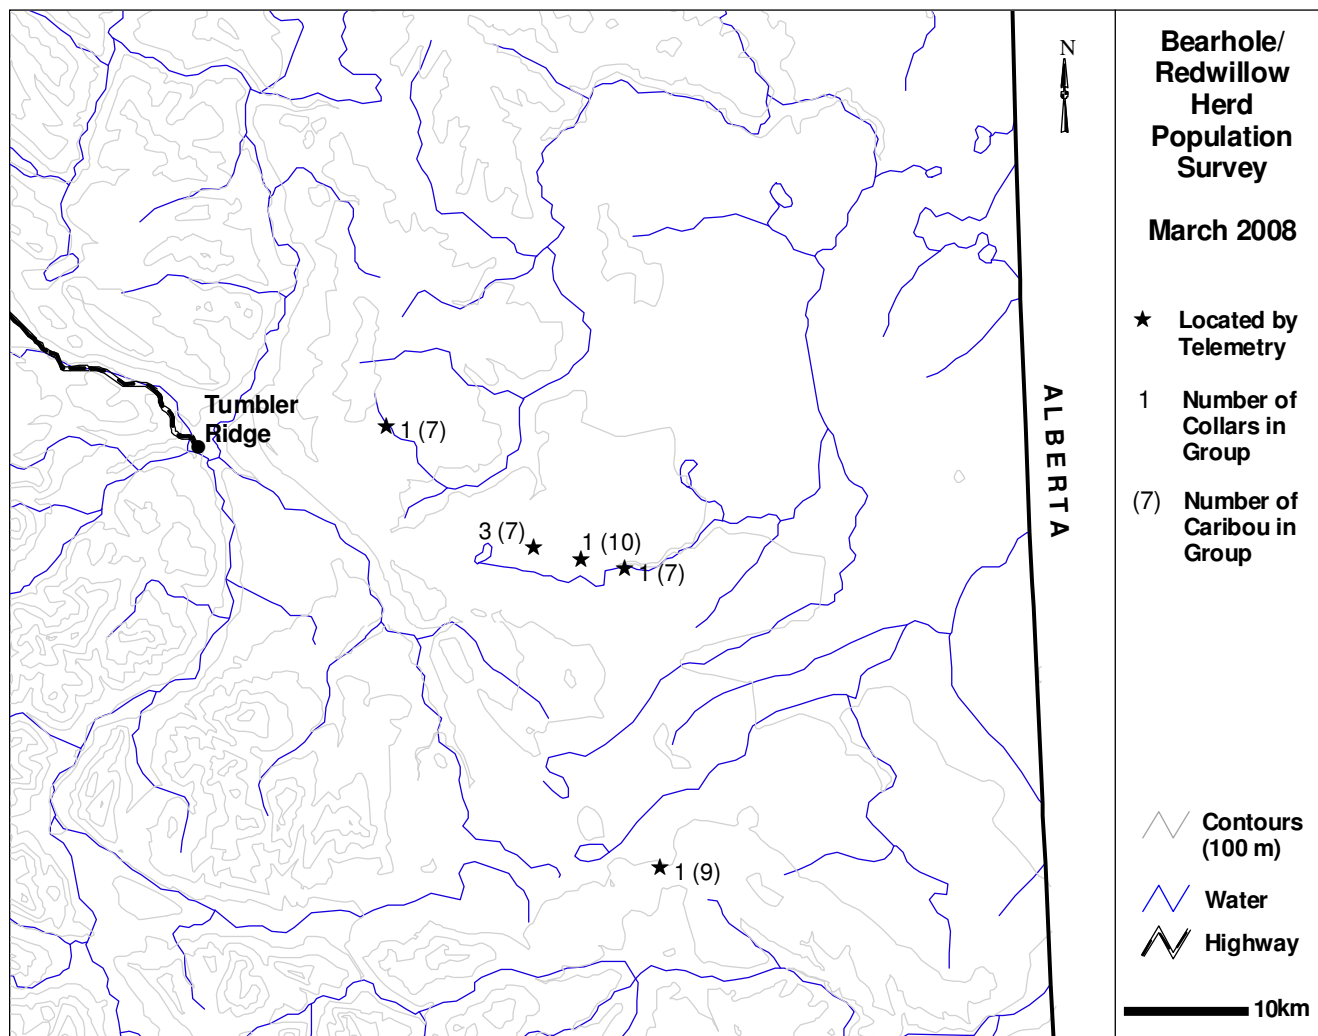 Bearhole/
Redwillow
Herd
Population
Survey
March 2008
N
★ Located by
Telemetry
1 Number of
Collars in
Group
(7) Number of
Caribou in
Group
Contours
(100 m)
Water
Highway
10km
ALBERTA
Tumbler
Ridge
1 (7)
3 (7)
1 (10)
1 (7)
1 (9)